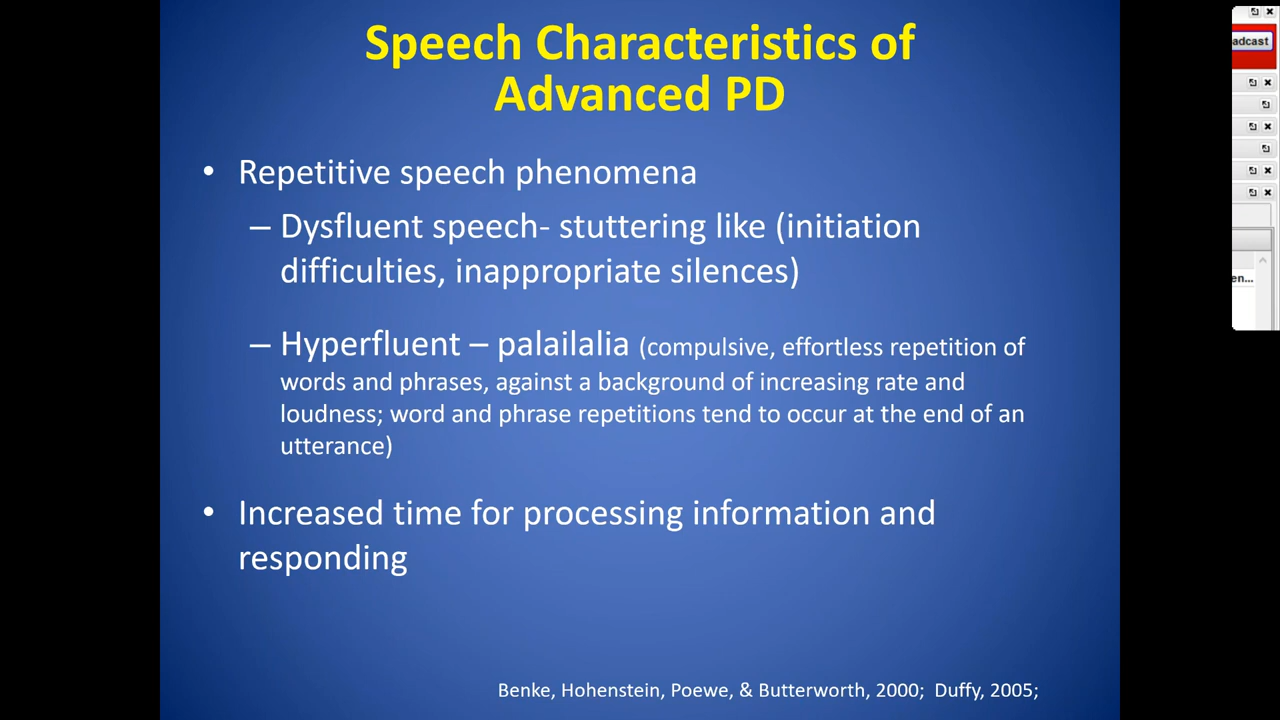 Speech Characteristics of
Advanced PD
adcast
• Repetitive speech phenomena
– Dysfluent speech- stuttering like (initiation
difficulties, inappropriate silences)
en...
– Hyperfluent – palailalia (compulsive, effortless repetition of
words and phrases, against a background of increasing rate and
loudness; word and phrase repetitions tend to occur at the end of an
utterance)
• Increased time for processing information and
responding
Benke, Hohenstein, Poewe, & Butterworth, 2000; Duffy, 2005;